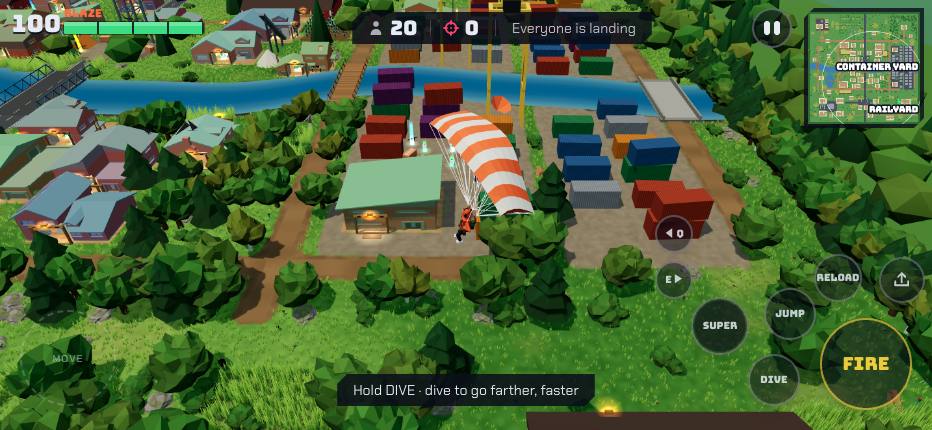 100
BLAZE
20
0
Everyone is landing
CONTAINER YARD
RAILYARD
Q
E
RELOAD
JUMP
SUPER
FIRE
MOVE
DIVE
Hold DIVE · dive to go farther, faster